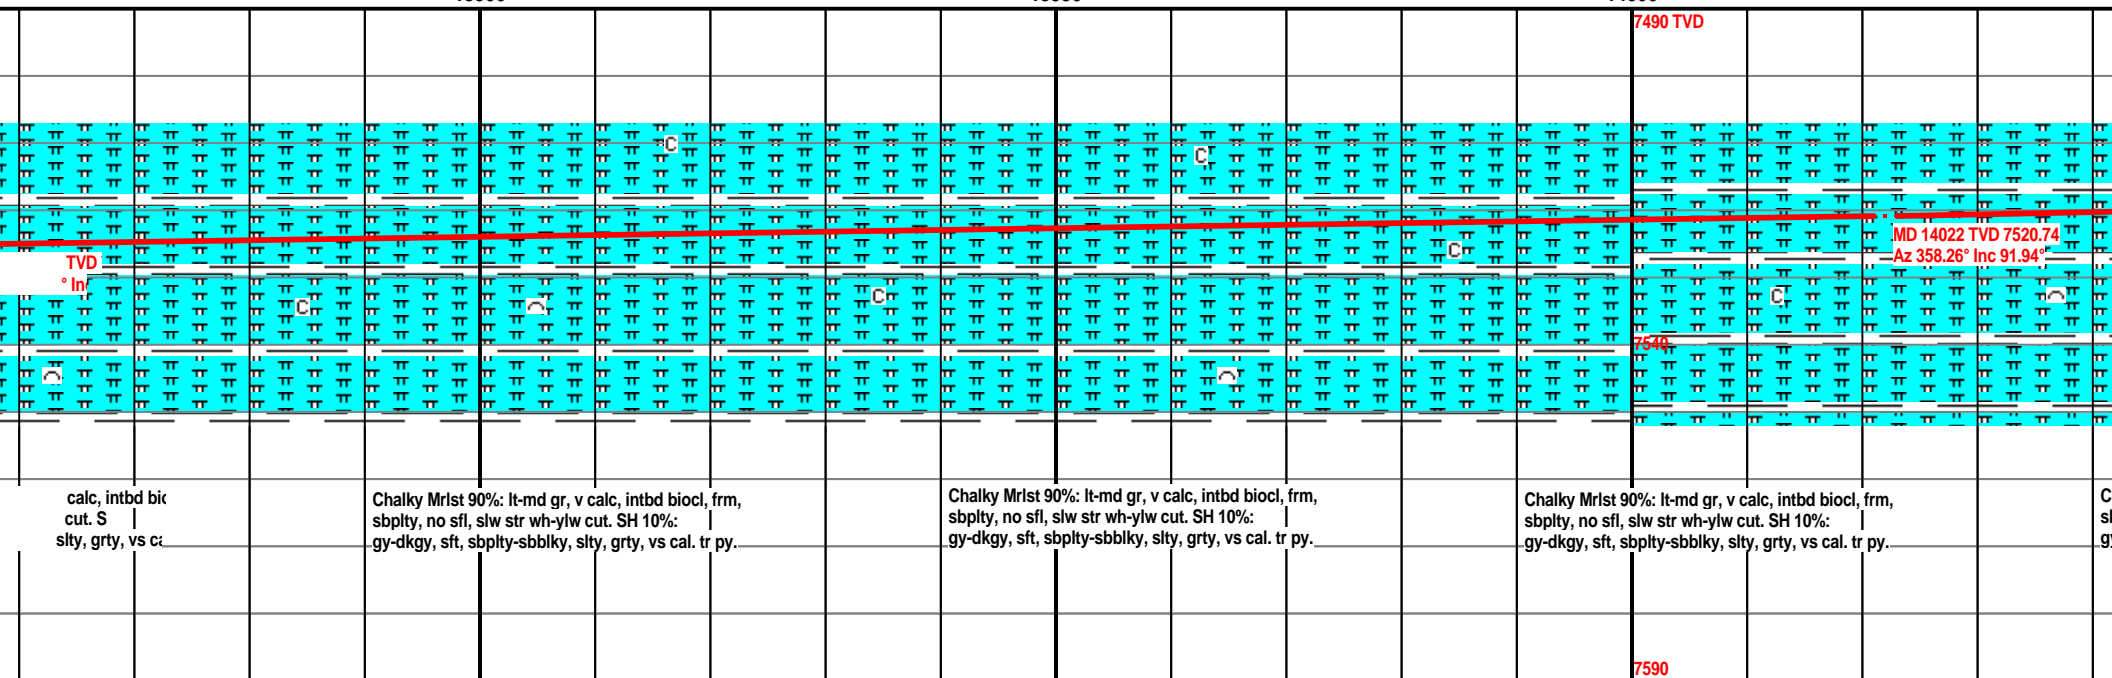 7490 TVD
MD 14022 TVD 7520.74
Az 358.26° Inc 91.94°
TVD
° In
7540
calc, intbd bio
cut. S
slty, grty, vs ca
Chalky Mrlst 90%: lt-md gr, v calc, intbd biocl, frm,
sbplty, no sfl, slw str wh-ylw cut. SH 10%:
gy-dkgy, sft, sbplty-sbblky, slty, grty, vs cal. tr py.
Chalky Mrlst 90%: lt-md gr, v calc, intbd biocl, frm,
sbplty, no sfl, slw str wh-ylw cut. SH 10%:
gy-dkgy, sft, sbplty-sbblky, slty, grty, vs cal. tr py.
Chalky Mrlst 90%: lt-md gr, v calc, intbd biocl, frm,
sbplty, no sfl, slw str wh-ylw cut. SH 10%:
gy-dkgy, sft, sbplty-sbblky, slty, grty, vs cal. tr py.
7590